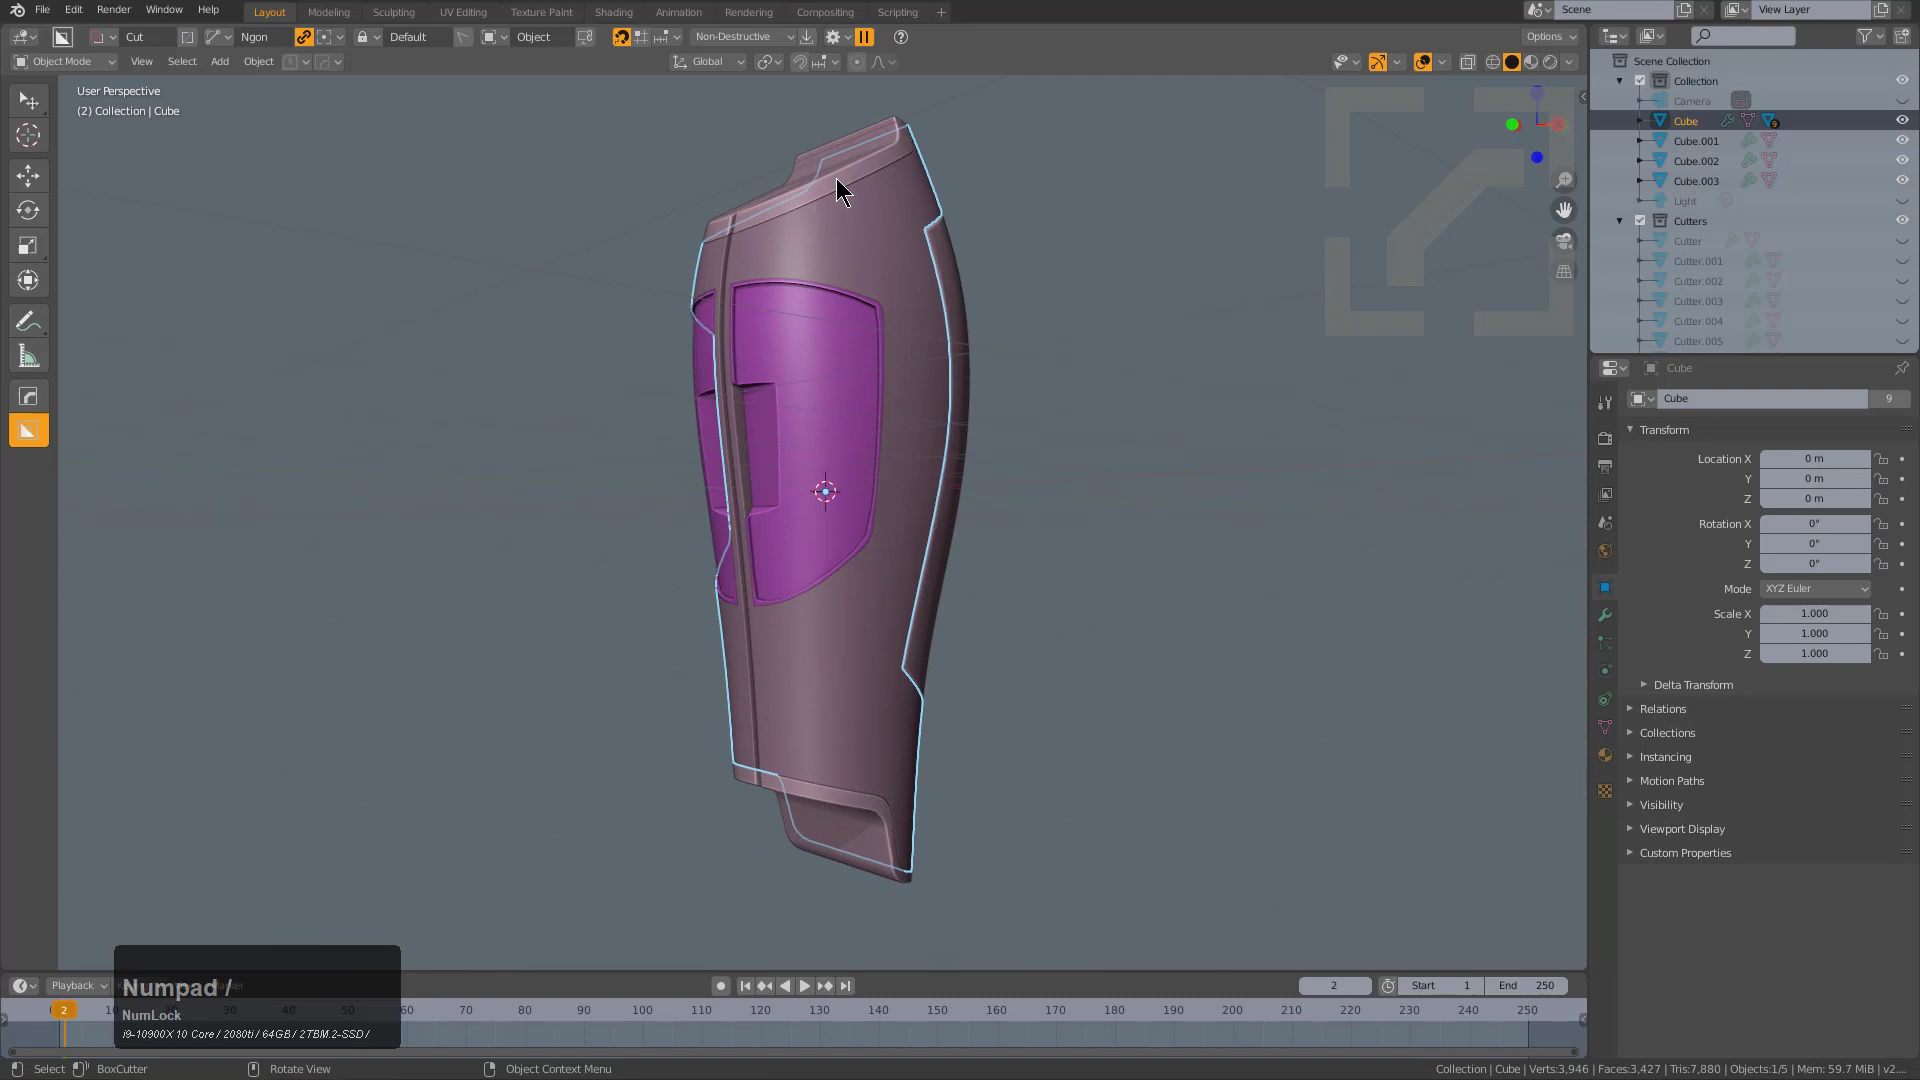 File Edit Render Window Help Layout Modeling Sculpting UV Editing Texture Paint Shading Animation Rendering Compositing Scripting Scene View Layer
Cut Ngon Default Object Non-Destructive Options
Object Mode View Select Add Object Global
User Perspective
(2) Collection | Cube
Scene Collection
Collection
Camera
Cube
Cube.001
Cube.002
Cube.003
Light
Cutters
Cutter
Cutter.001
Cutter.002
Cutter.003
Cutter.004
Cutter.005
Cube
Cube 9
Transform
Location X 0 m
Y 0 m
Z 0 m
Rotation X 0°
Y 0°
Z 0°
Mode XYZ Euler
Scale X 1.000
Y 1.000
Z 1.000
Delta Transform
Relations
Collections
Instancing
Motion Paths
Visibility
Viewport Display
Custom Properties
Numpad /
NumLock
i9-10900X 10 Core / 2080ti / 64GB / 2TBM.2-SSD /
Playback 2 Start 1 End 250
2 10 30 40 50 60 70 80 90 100 110 120 130 140 150 160 170 180 190 200 210 220 230 240 250
Select BoxCutter Rotate View Object Context Menu Collection | Cube | Verts:3,946 | Faces:3,427 | Tris:7,880 | Objects:1/5 | Mem: 59.7 MiB | v2....